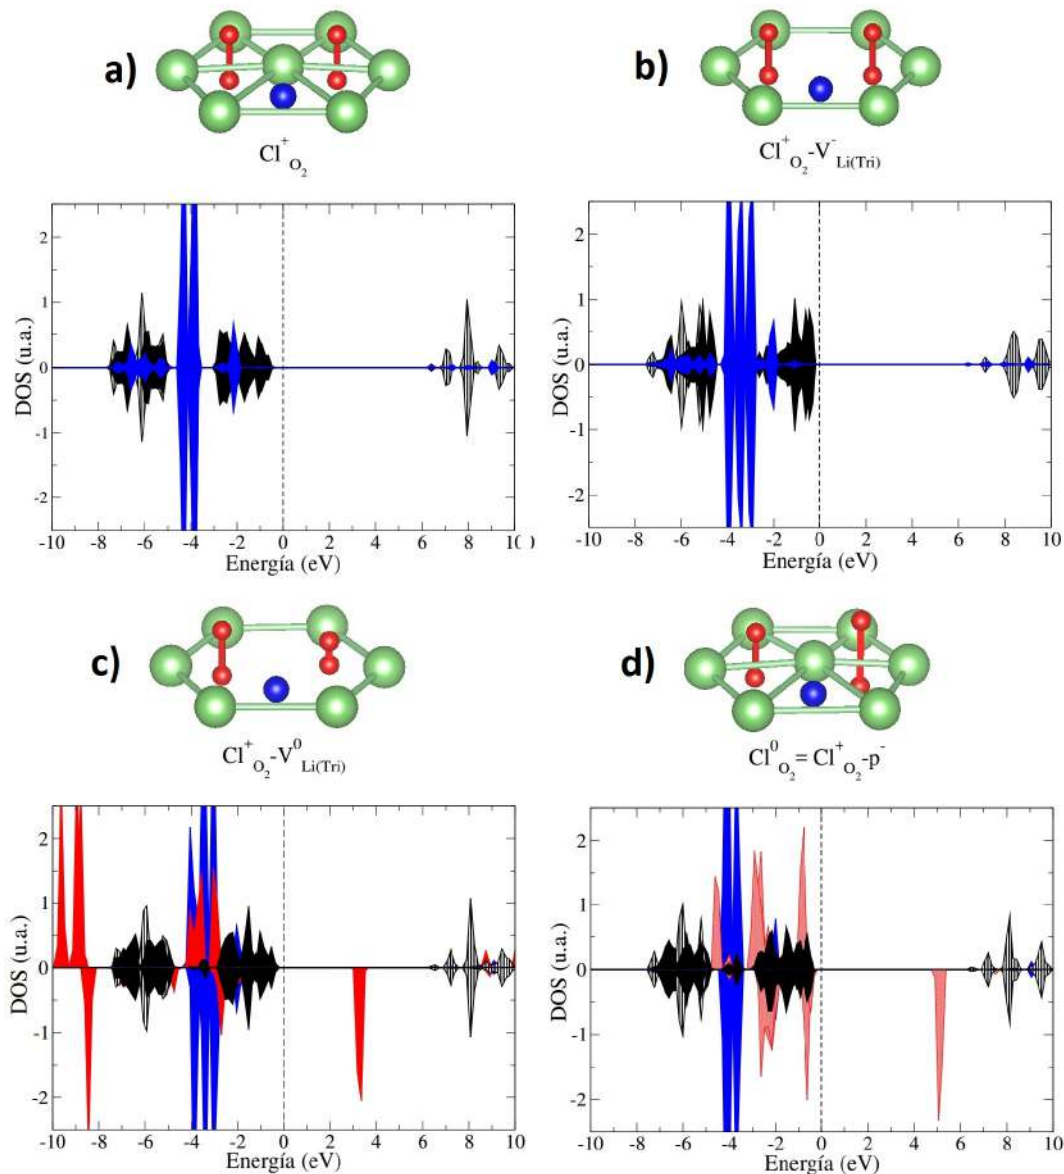 a)
Cl⁺O₂
b)
Cl⁺O₂-V⁻Li(Tri)
2
1
0
-1
-2
DOS (u.a.)
-10 -8 -6 -4 -2 0 2 4 6 8 10
Energía (eV)
2
1
0
-1
-2
DOS (u.a.)
-10 -8 -6 -4 -2 0 2 4 6 8 10
Energía (eV)
c)
Cl⁺O₂-V⁰Li(Tri)
d)
Cl⁰O₂= Cl⁺O₂-p⁻
2
1
0
-1
-2
DOS (u.a.)
-10 -8 -6 -4 -2 0 2 4 6 8 10
Energía (eV)
2
1
0
-1
-2
DOS (u.a.)
-10 -8 -6 -4 -2 0 2 4 6 8 10
Energía (eV)